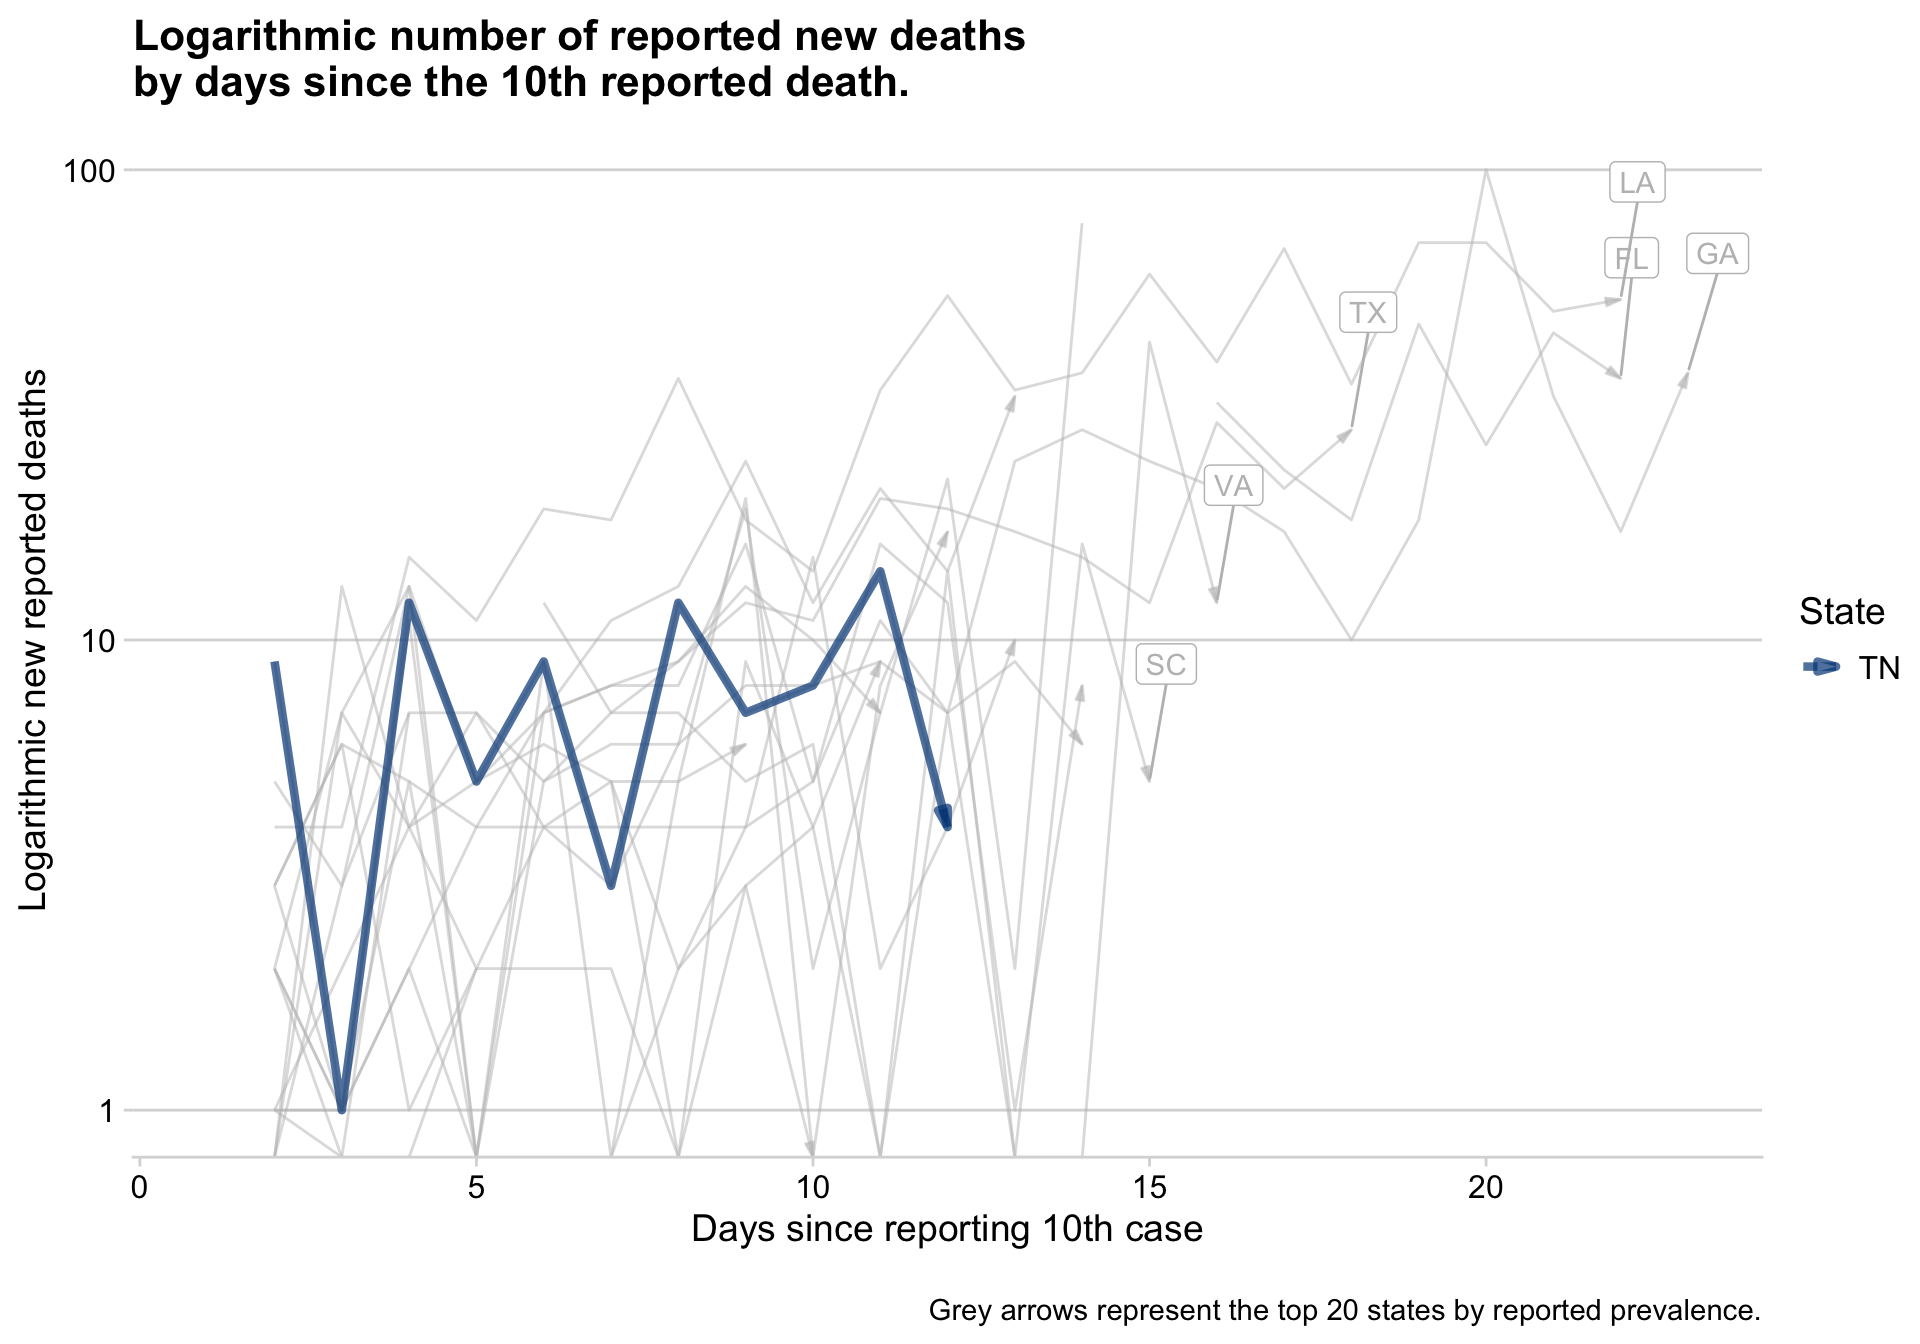 Logarithmic number of reported new deaths
by days since the 10th reported death.
Logarithmic new reported deaths
100
10
1
LA
FL
GA
TX
VA
SC
State
TN
0
5
10
15
20
Days since reporting 10th case
Grey arrows represent the top 20 states by reported prevalence.